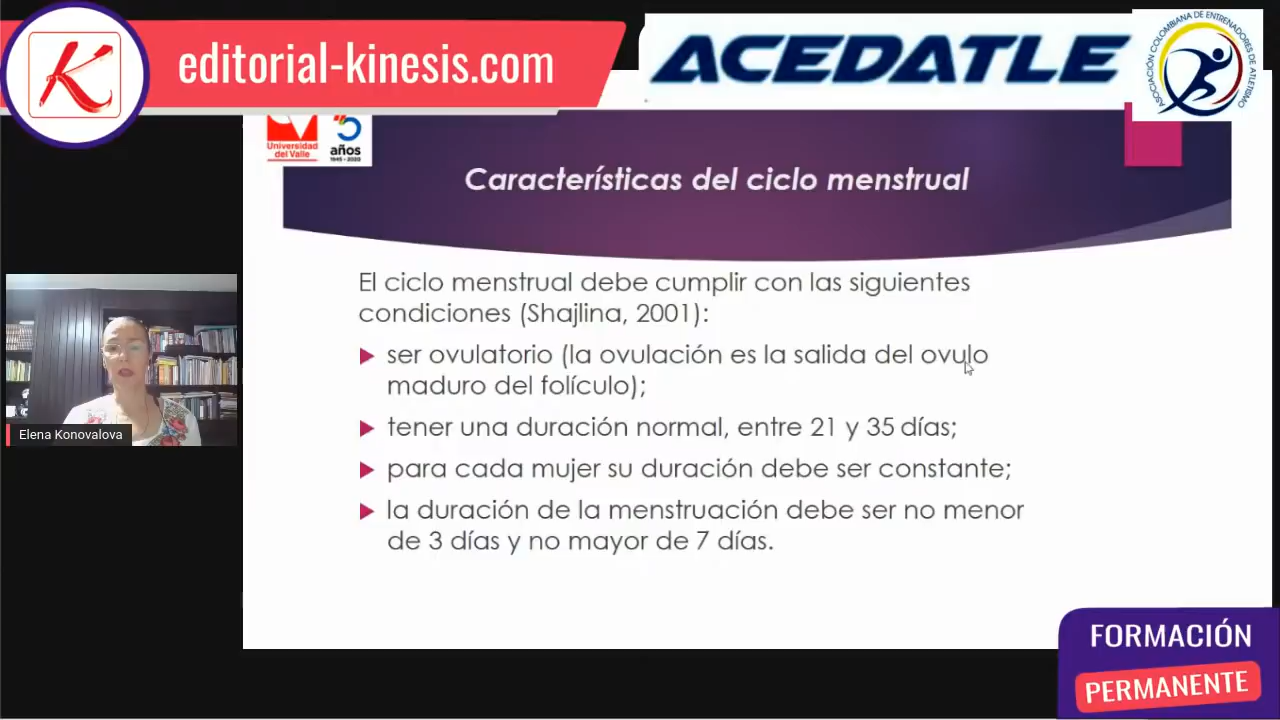 K
editorial-kinesis.com
ACEDATLE
ASOCIACIÓN COLOMBIANA DE ENTRENADORES DE ATLETISMO
Universidad
del Valle
años
1945 - 2020
Características del ciclo menstrual
El ciclo menstrual debe cumplir con las siguientes
condiciones (Shajlina, 2001):
ser ovulatorio (la ovulación es la salida del ovulo
maduro del folículo);
tener una duración normal, entre 21 y 35 días;
para cada mujer su duración debe ser constante;
la duración de la menstruación debe ser no menor
de 3 días y no mayor de 7 días.
Elena Konovalova
FORMACIÓN
PERMANENTE